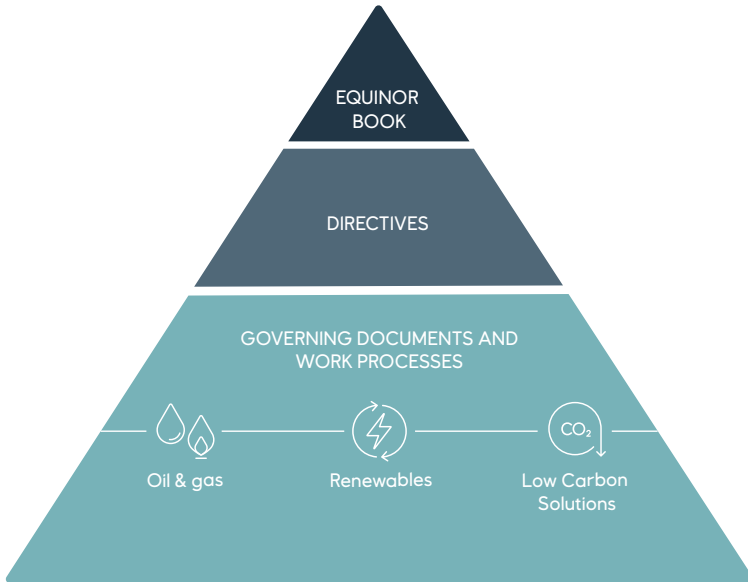 EQUINOR
BOOK
DIRECTIVES
GOVERNING DOCUMENTS AND
WORK PROCESSES
CO₂
Oil & gas
Renewables
Low Carbon
Solutions